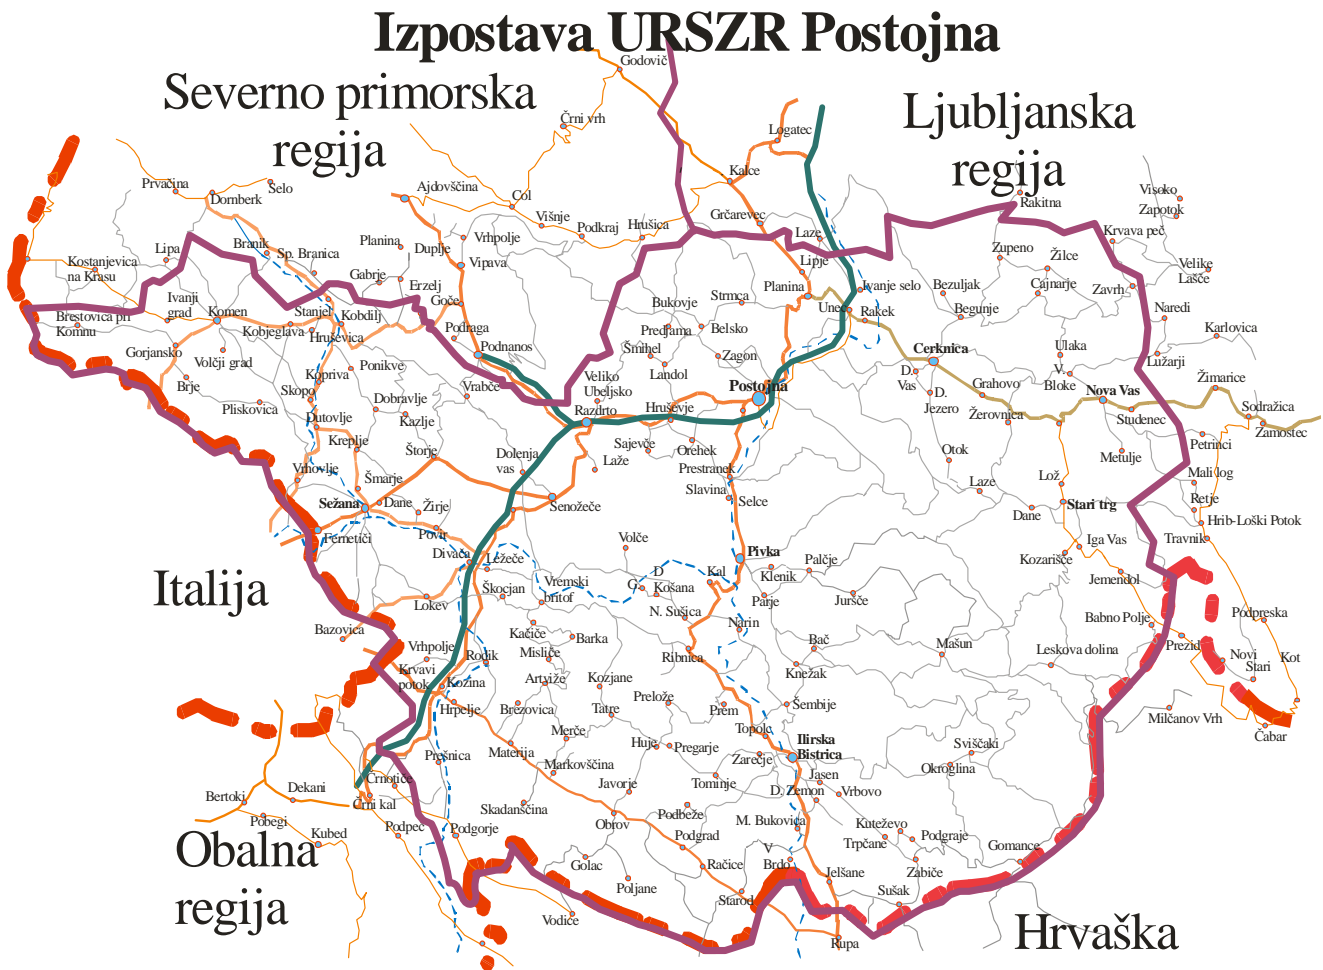 Izpostava URSZR Postojna
Severno primorska
regija
Ljubljanska
regija
Italija
Obalna
regija
Hrvaška
Godovič
Črni vrh
Logatec
Kalce
Prvačina
Selo
Dornberk
Ajdovščina
Col
Višnje
Podkraj
Hrušica
Grčarevec
Laze
Rakitna
Visoko
Zapotok
Krvava peč
Lipa
Branik
Sp. Branica
Planina
Duplje
Vrhpolje
Vipava
Kostanjevica
na Krasu
Gabrje
Erzelj
Goče
Lipje
Planina
Ivanje selo
Unec
Rakek
Bezuljak
Begunje
Zupeno
Žilce
Cajnarje
Zavrh
Velike
Lašče
Naredi
Karlovica
Lužarji
Žimarice
Sodražica
Zamostec
Ivanji
grad
Komen
Brestovica pri
Komnu
Kobjeglava
Stanjel
Kobdilj
Hruševica
Gorjansko
Volčji grad
Brje
Pliskovica
Skopo
Kopriva
Ponikve
Dobravlje
Kazlje
Dutovlje
Kreplje
Podraga
Podnanos
Vrabče
Bukovje
Strmca
Predjama
Belsko
Šmihel
Zagon
Landol
Veliko
Ubeljsko
Postojna
Razdrto
Hruševje
Sajevče
Orehek
Laže
Prestranek
Slavina
Selce
Cerknica
D.
Vas
D.
Jezero
Grahovo
Žerovnica
Ulaka
V.
Bloke
Nova Vas
Studenec
Metulje
Petrinci
Mali log
Retje
Hrib-Loški Potok
Travnik
Otok
Laze
Lož
Stari trg
Dane
Iga Vas
Kozarišče
Jemendol
Babno Polje
Prezid
Podpreska
Novi
Stari
Kot
Čabar
Milčanov Vrh
Leskova dolina
Štorje
Dolenja
vas
Vrhovlje
Šmarje
Sežana
Dane
Žirje
Fernetiči
Povir
Senožeče
Divača
Ležeče
Lokev
Škocjan
Vremski
britof
Volče
G.
D
Košana
Kal
N. Sušica
Pivka
Klenik
Palčje
Parje
Juršče
Narin
Bač
Knežak
Mašun
Šembije
Bazovica
Vrhpolje
Krvavi
potok
Rodik
Kozina
Hrpelje
Kačiče
Misliče
Barka
Artviže
Kozjane
Brezovica
Tatre
Prelože
Ribnica
Prem
Topolc
Ilirska
Bistrica
Merče
Huje
Pregarje
Zarečje
Materija
Markovščina
Javorje
Tominje
Prešnica
Črnotiče
Črni kal
Dekani
Bertoki
Pobegi
Kubed
Podpeč
Podgorje
Skadanščina
Obrov
Podbeže
Podgrad
Račice
Golac
Poljane
Starod
Vodice
Jasen
D. Zemon
Vrbovo
M. Bukovica
V
Brdo
Jelšane
Rupa
Sviščaki
Okroglina
Kuteževo
Trpčane
Podgraje
Zabiče
Sušak
Gomance